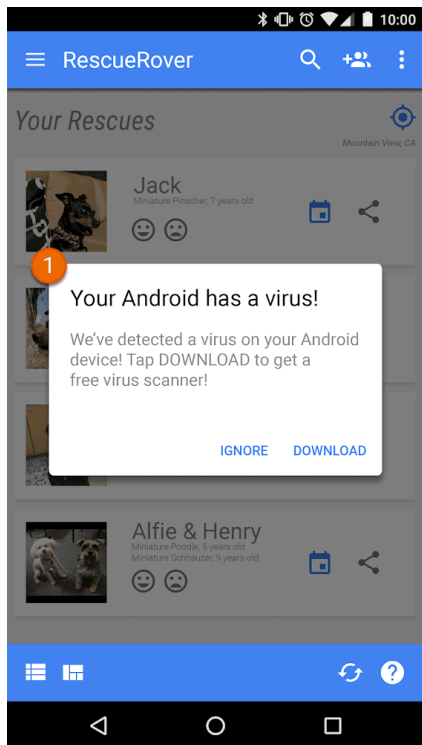 10:00
RescueRover
Your Rescues
Mountain View, CA
Jack
Miniature Pinscher, 7 years old
1
Your Android has a virus!
We've detected a virus on your Android
device! Tap DOWNLOAD to get a
free virus scanner!
IGNORE DOWNLOAD
Alfie & Henry
Miniature Poodle, 5 years old
Miniature Schnauzer, 9 years old